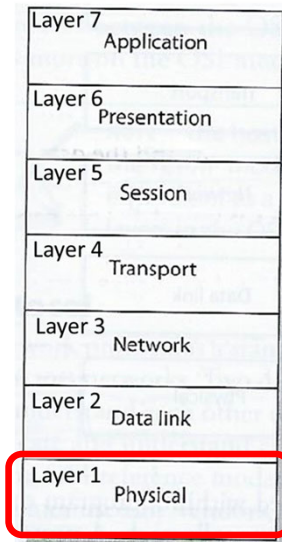 Layer 7
Application
Layer 6
Presentation
Layer 5
Session
Layer 4
Transport
Layer 3
Network
Layer 2
Data link
Layer 1
Physical